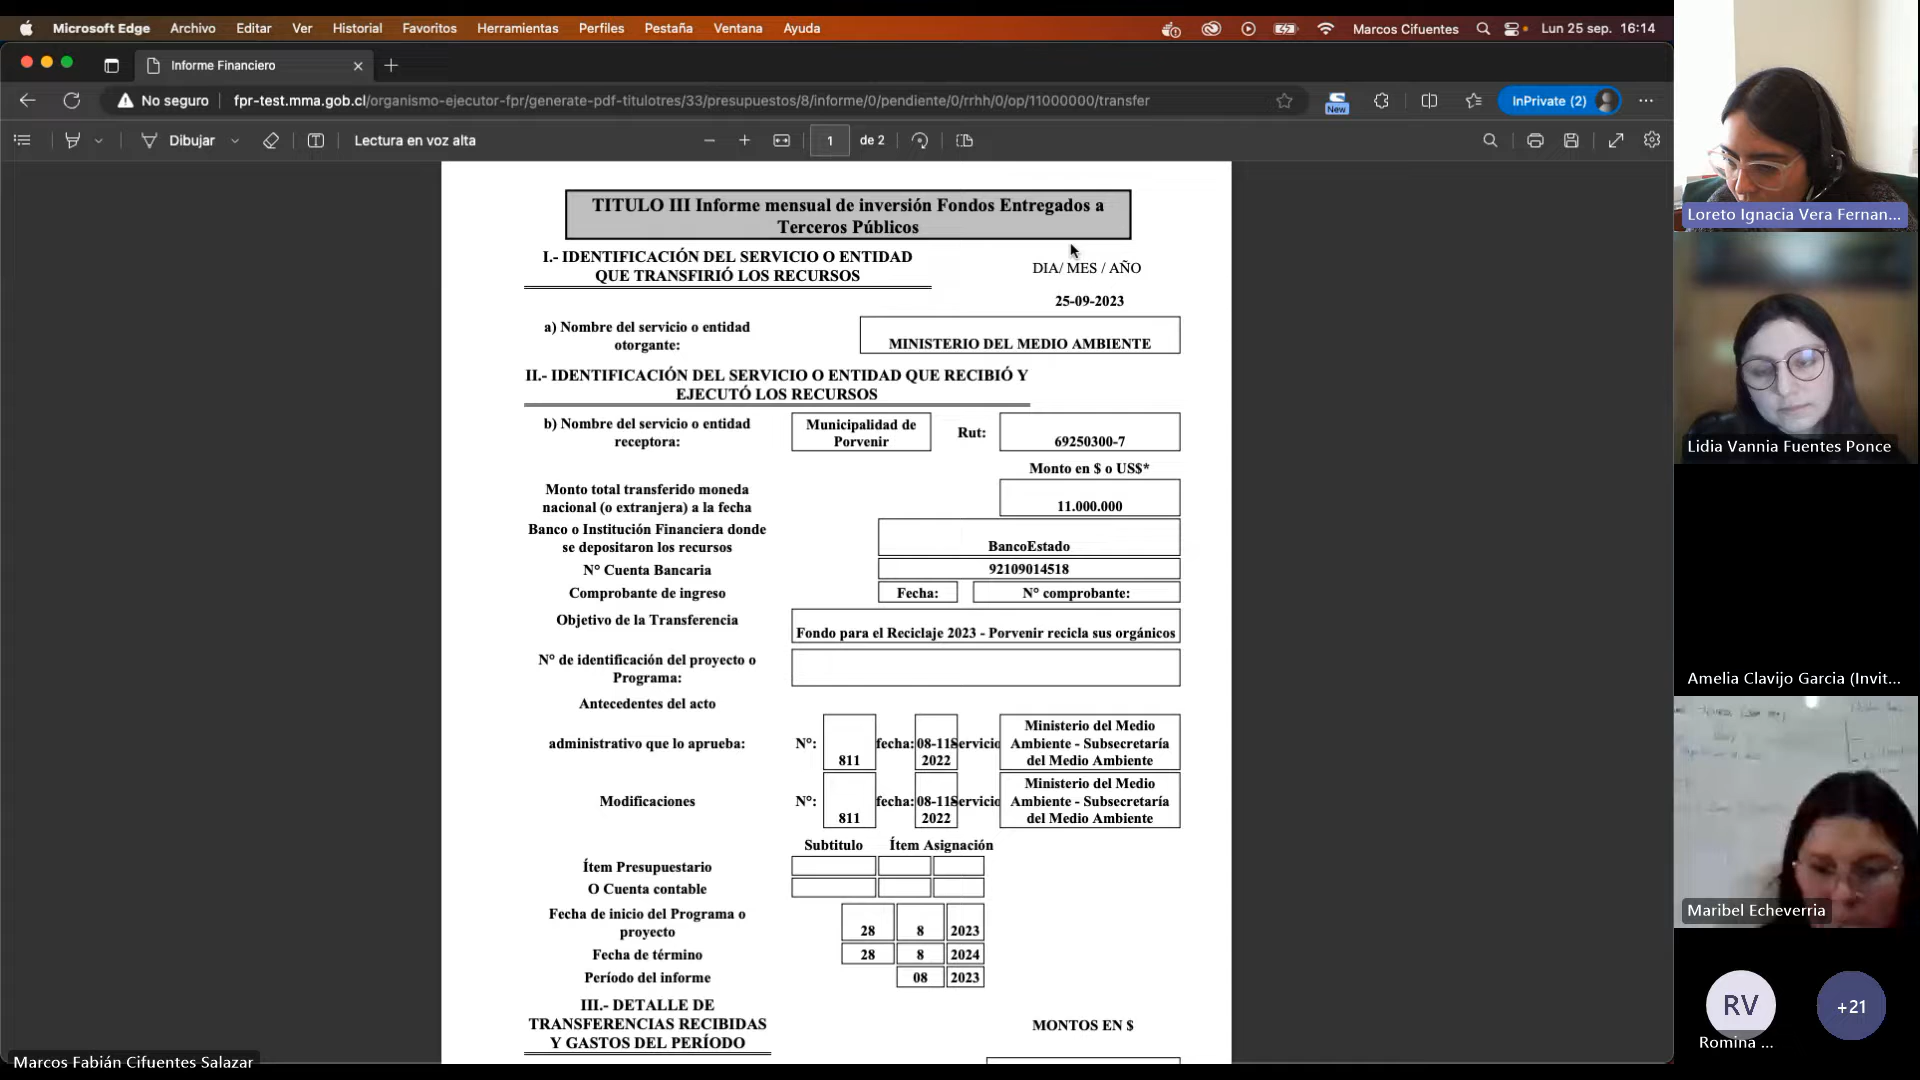 Microsoft Edge Archivo Editar Ver Historial Favoritos Herramientas Perfiles Pestaña Ventana Ayuda Marcos Cifuentes Lun 25 sep. 16:14
Informe Financiero
No seguro fpr-test.mma.gob.cl/organismo-ejecutor-fpr/generate-pdf-titulotres/33/presupuestos/8/informe/0/pendiente/0/rrhh/0/op/11000000/transfer New InPrivate (2)
Dibujar Lectura en voz alta 1 de 2
TITULO III Informe mensual de inversión Fondos Entregados a
Terceros Públicos
I.- IDENTIFICACIÓN DEL SERVICIO O ENTIDAD
QUE TRANSFIRIÓ LOS RECURSOS
DIA/ MES / AÑO
25-09-2023
a) Nombre del servicio o entidad
otorgante:
MINISTERIO DEL MEDIO AMBIENTE
II.- IDENTIFICACIÓN DEL SERVICIO O ENTIDAD QUE RECIBIÓ Y
EJECUTÓ LOS RECURSOS
b) Nombre del servicio o entidad
receptora:
Municipalidad de
Porvenir
Rut:
69250300-7
Monto en $ o US$*
Monto total transferido moneda
nacional (o extranjera) a la fecha
11.000.000
Banco o Institución Financiera donde
se depositaron los recursos
BancoEstado
N° Cuenta Bancaria 92109014518
Comprobante de ingreso Fecha: N° comprobante:
Objetivo de la Transferencia
Fondo para el Reciclaje 2023 - Porvenir recicla sus orgánicos
N° de identificación del proyecto o
Programa:
Antecedentes del acto
administrativo que lo aprueba: N°: 811 fecha: 08-11-2022 Servicio
Ministerio del Medio
Ambiente - Subsecretaría
del Medio Ambiente
Modificaciones N°: 811 fecha: 08-11-2022 Servicio
Ministerio del Medio
Ambiente - Subsecretaría
del Medio Ambiente
Subtitulo Ítem Asignación
Ítem Presupuestario
O Cuenta contable
Fecha de inicio del Programa o
proyecto
28 8 2023
Fecha de término 28 8 2024
Período del informe 08 2023
III.- DETALLE DE
TRANSFERENCIAS RECIBIDAS
Y GASTOS DEL PERÍODO
MONTOS EN $
Marcos Fabián Cifuentes Salazar
Loreto Ignacia Vera Fernan...
Lidia Vannia Fuentes Ponce
Amelia Clavijo Garcia (Invit...
Maribel Echeverria
RV
+21
Romina ...